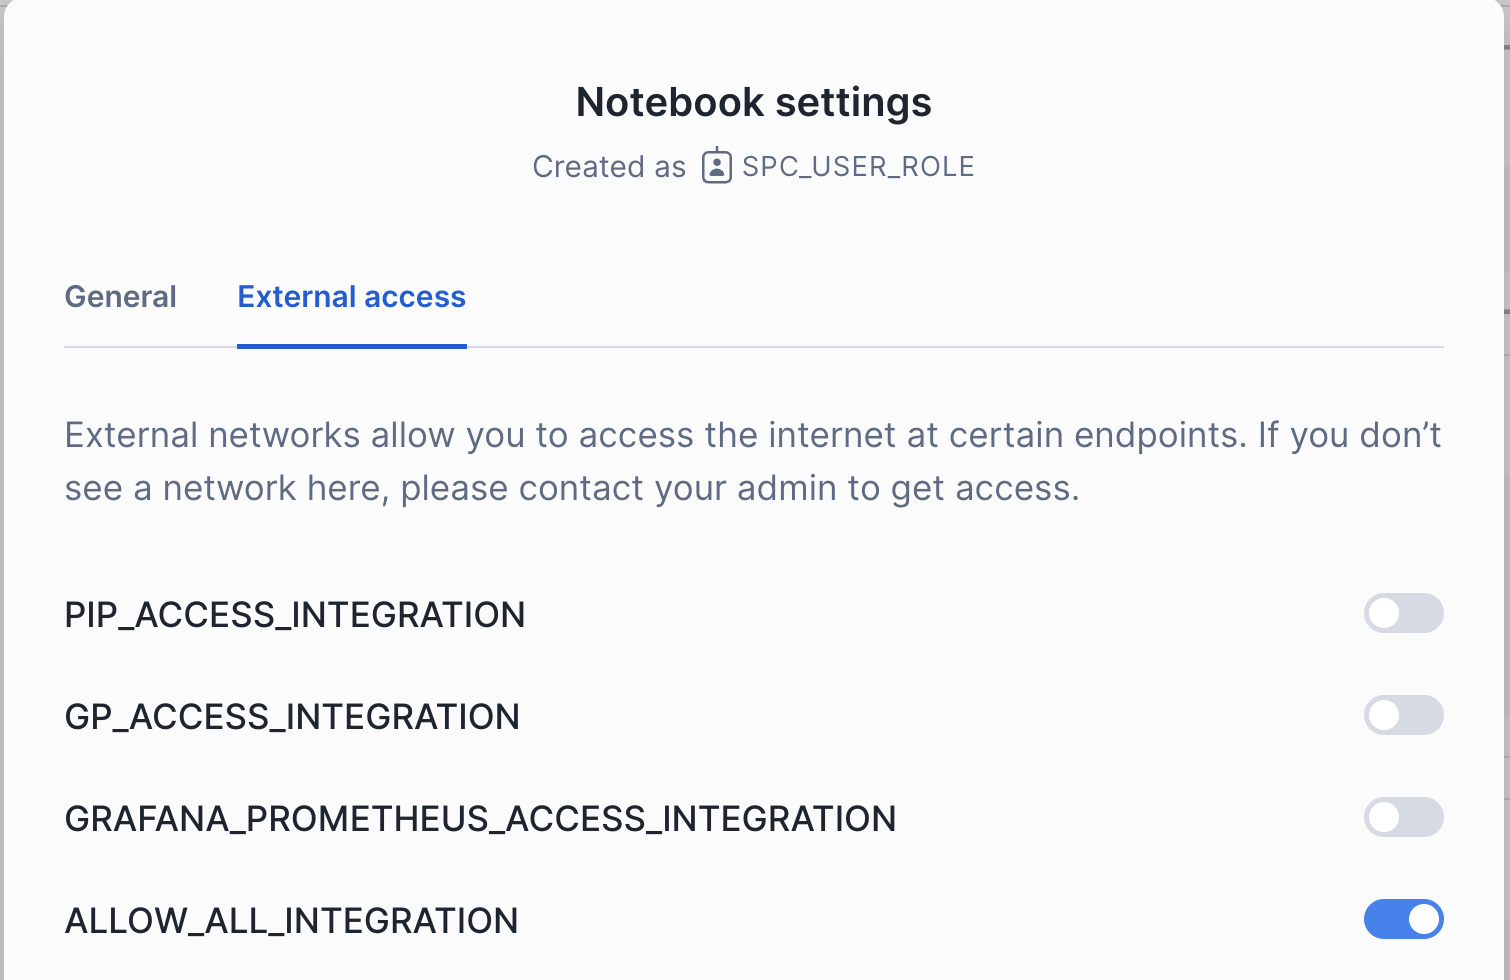 Notebook settings
Created as SPC_USER_ROLE
General External access
External networks allow you to access the internet at certain endpoints. If you don’t
see a network here, please contact your admin to get access.
PIP_ACCESS_INTEGRATION
GP_ACCESS_INTEGRATION
GRAFANA_PROMETHEUS_ACCESS_INTEGRATION
ALLOW_ALL_INTEGRATION